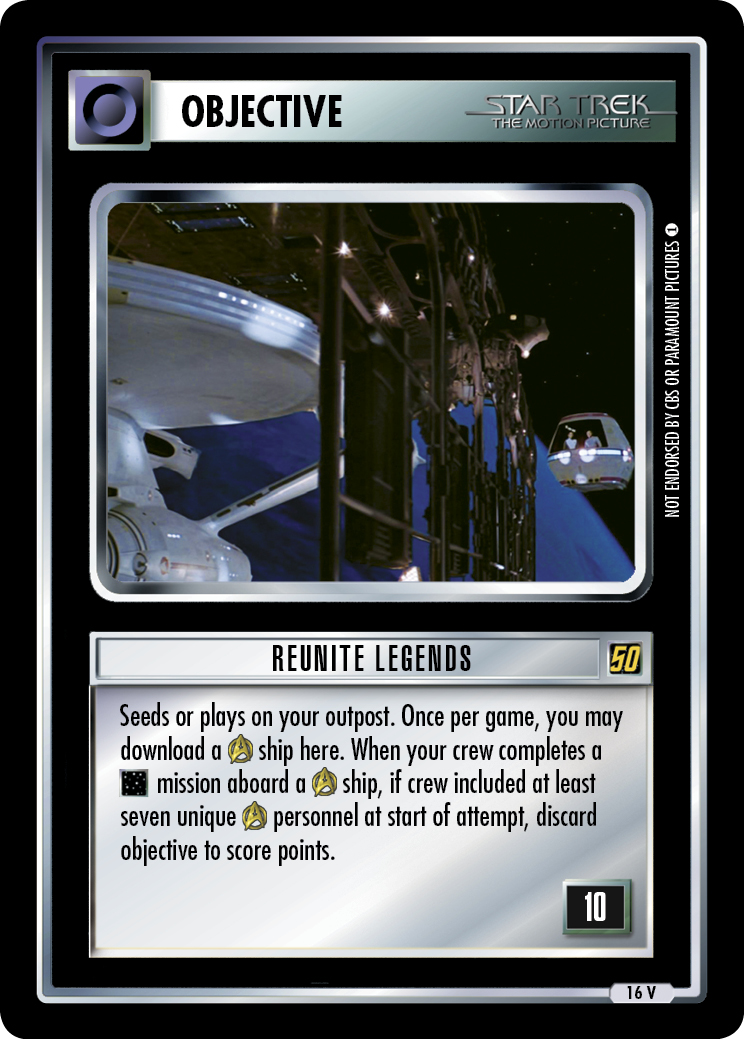 OBJECTIVE
STAR TREK
THE MOTION PICTURE
NOT ENDORSED BY CBS OR PARAMOUNT PICTURES 1
REUNITE LEGENDS
50
Seeds or plays on your outpost. Once per game, you may
download a ship here. When your crew completes a
mission aboard a ship, if crew included at least
seven unique personnel at start of attempt, discard
objective to score points.
10
16 V